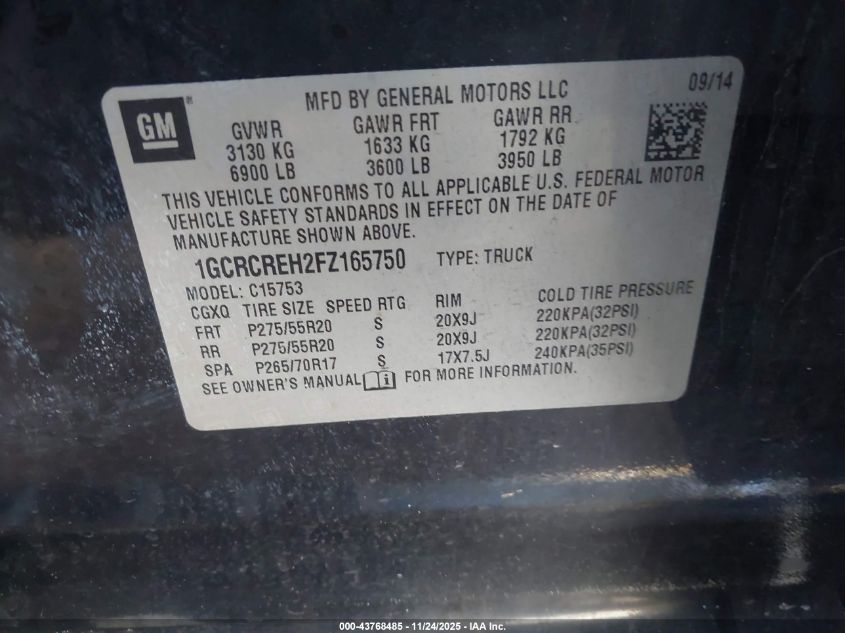 GM®
MFD BY GENERAL MOTORS LLC
09/14
GVWR GAWR FRT GAWR RR
3130 KG 1633 KG 1792 KG
6900 LB 3600 LB 3950 LB
THIS VEHICLE CONFORMS TO ALL APPLICABLE U.S. FEDERAL MOTOR
VEHICLE SAFETY STANDARDS IN EFFECT ON THE DATE OF
MANUFACTURE SHOWN ABOVE.
1GCRCREH2FZ165750 TYPE: TRUCK
MODEL: C15753
CGXQ TIRE SIZE SPEED RTG RIM COLD TIRE PRESSURE
FRT P275/55R20 S 20X9J 220KPA(32PSI)
RR P275/55R20 S 20X9J 220KPA(32PSI)
SPA P265/70R17 S 17X7.5J 240KPA(35PSI)
SEE OWNER'S MANUAL i FOR MORE INFORMATION.
000-43768485 - 11/24/2025 - IAA Inc.